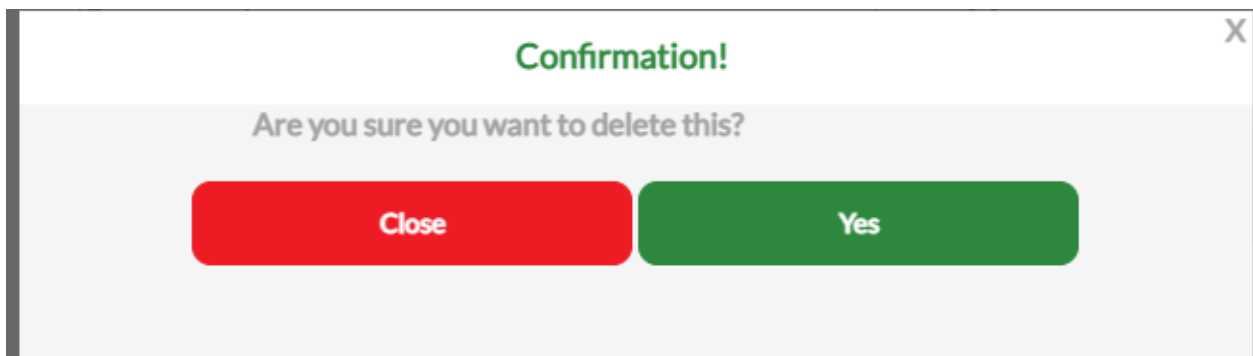 X
Confirmation!
Are you sure you want to delete this?
Close
Yes